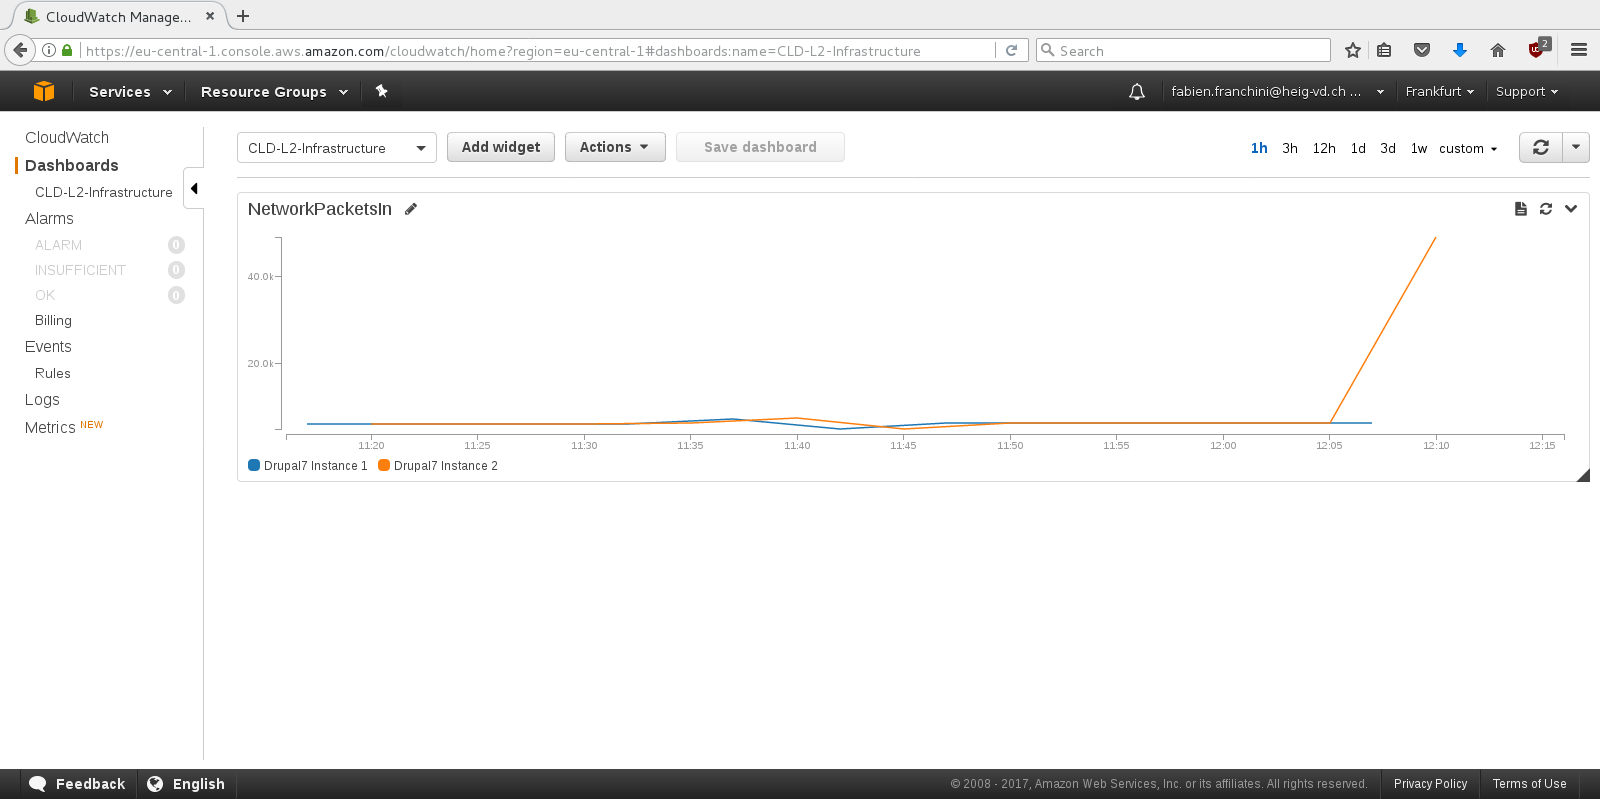 CloudWatch Manage...
https://eu-central-1.console.aws.amazon.com/cloudwatch/home?region=eu-central-1#dashboards:name=CLD-L2-Infrastructure
Search
2
Services
Resource Groups
fabien.franchini@heig-vd.ch ...
Frankfurt
Support
CloudWatch
Dashboards
CLD-L2-Infrastructure
Alarms
ALARM 0
INSUFFICIENT 0
OK 0
Billing
Events
Rules
Logs
Metrics NEW
CLD-L2-Infrastructure
Add widget
Actions
Save dashboard
1h 3h 12h 1d 3d 1w custom
NetworkPacketsIn
40.0k
20.0k
11:20 11:25 11:30 11:35 11:40 11:45 11:50 11:55 12:00 12:05 12:10 12:15
Drupal7 Instance 1 Drupal7 Instance 2
Feedback
English
© 2008 - 2017, Amazon Web Services, Inc. or its affiliates. All rights reserved.
Privacy Policy
Terms of Use